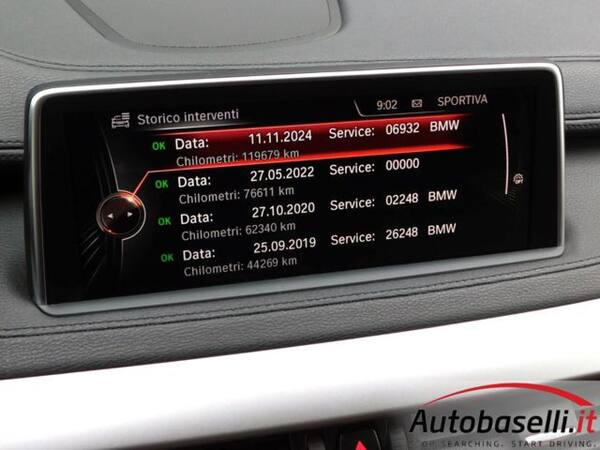 Storico interventi 9:02 SPORTIVA
OK Data: 11.11.2024 Service: 06932 BMW
Chilometri: 119679 km
OK Data: 27.05.2022 Service: 00000
Chilometri: 76611 km
OK Data: 27.10.2020 Service: 02248 BMW
Chilometri: 62340 km
OK Data: 25.09.2019 Service: 26248 BMW
Chilometri: 44269 km
Autobaselli.it
STOP SEARCHING. START DRIVING.